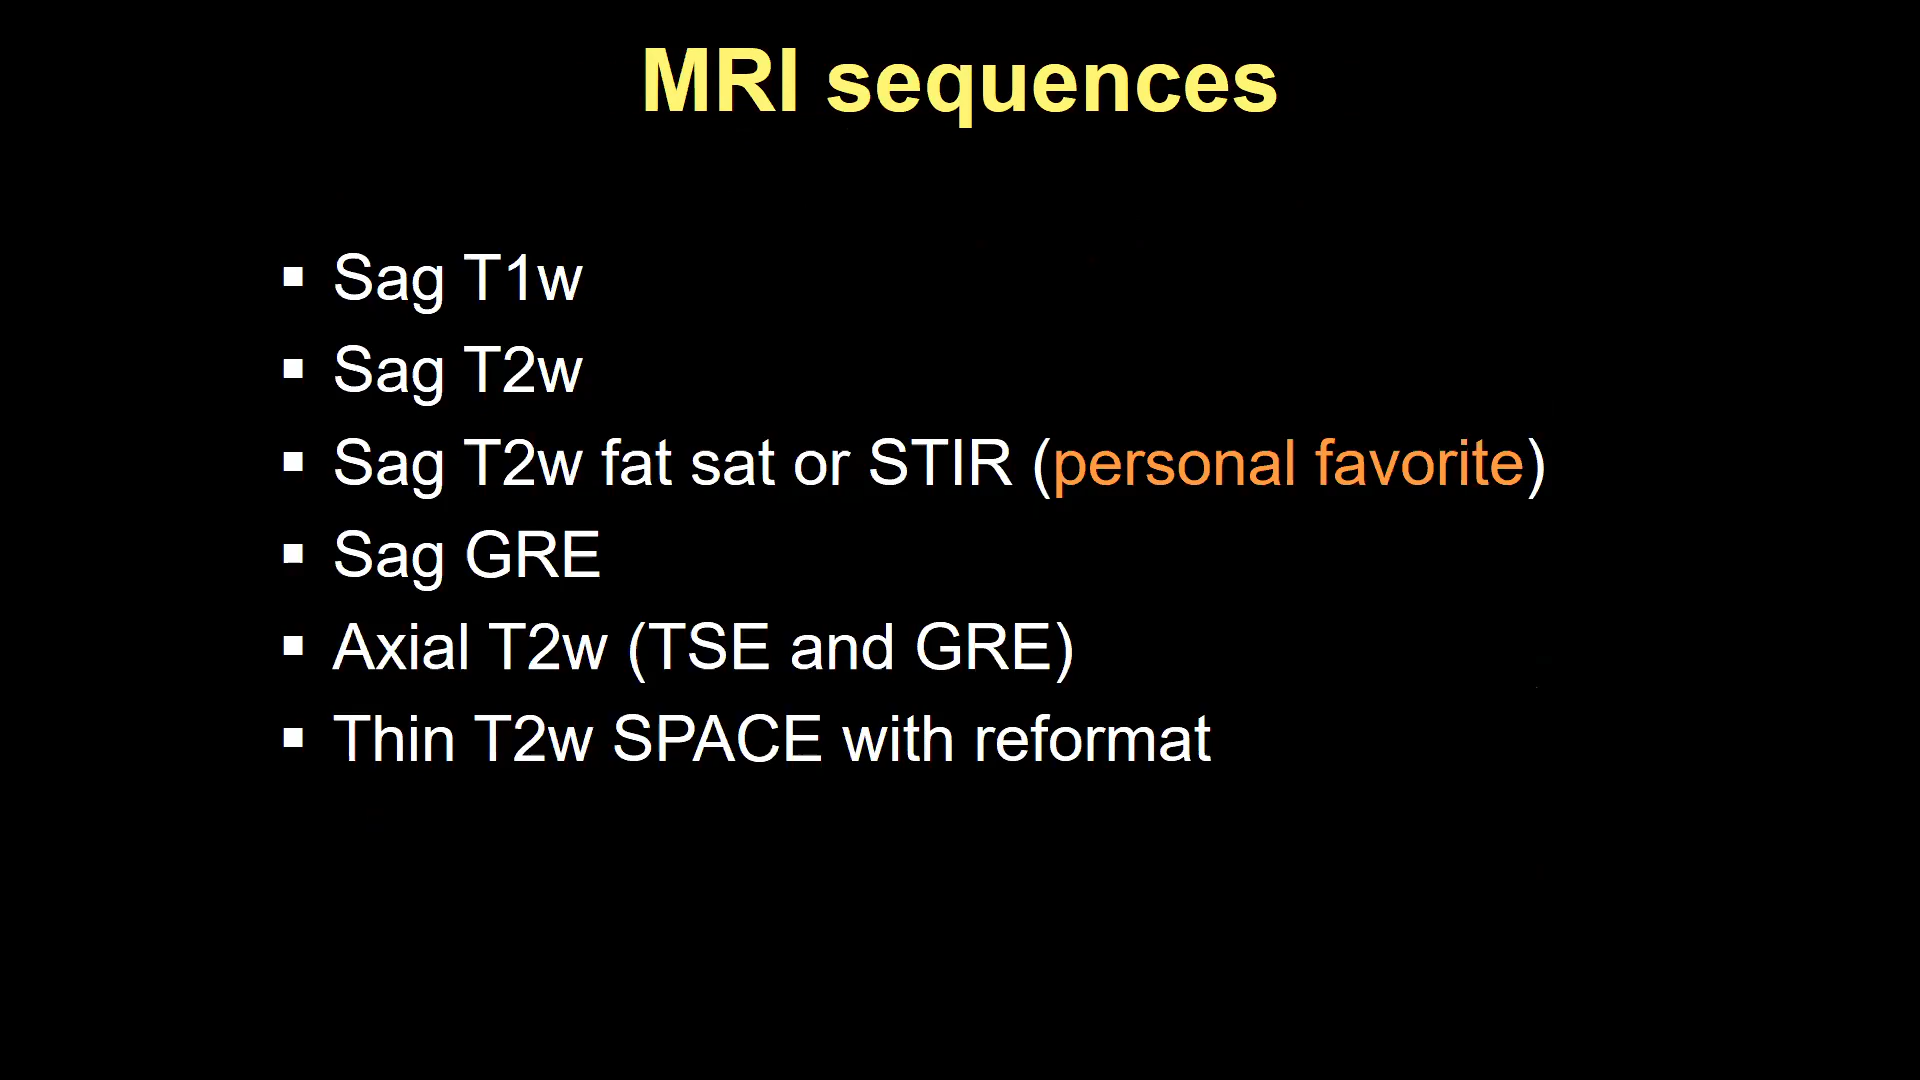 MRI sequences
▪ Sag T1w
▪ Sag T2w
▪ Sag T2w fat sat or STIR (personal favorite)
▪ Sag GRE
▪ Axial T2w (TSE and GRE)
▪ Thin T2w SPACE with reformat